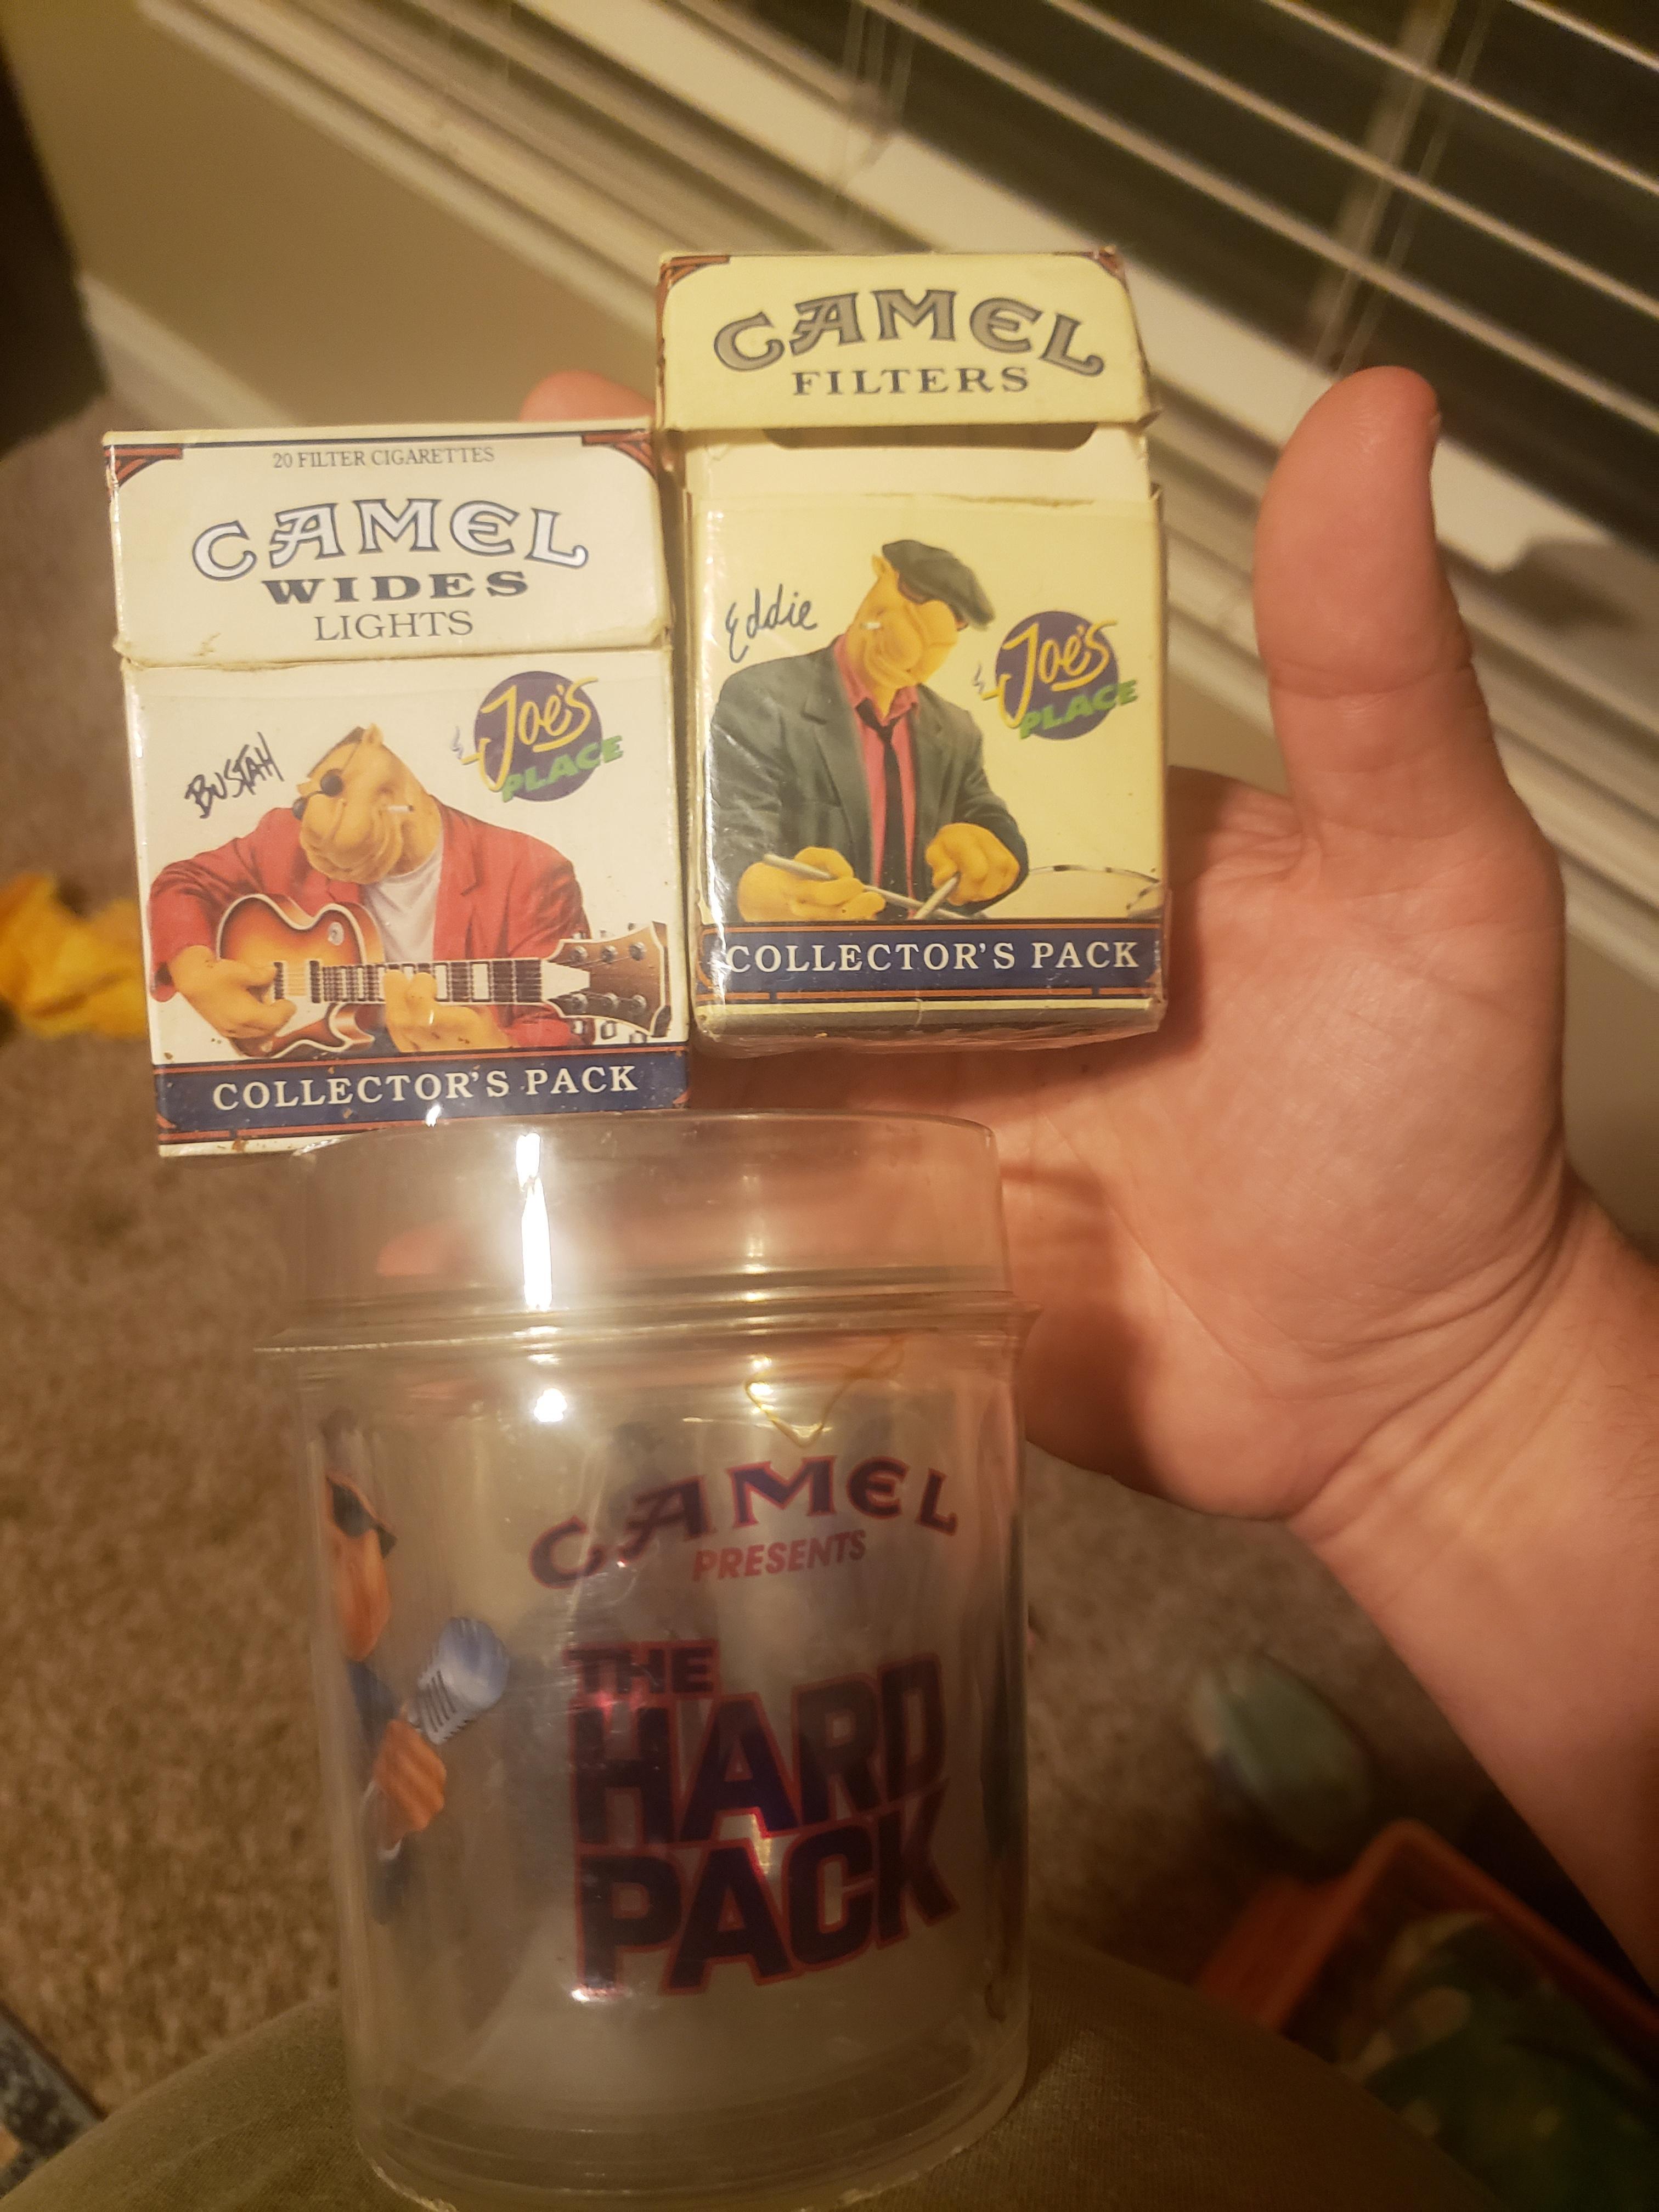 20 FILTER CIGARETTES
CAMEL
WIDES
LIGHTS
BUSTAH
JOE'S
PLACE
COLLECTOR'S PACK
CAMEL
FILTERS
Eddie
JOE'S
PLACE
COLLECTOR'S PACK
CAMEL
PRESENTS
THE
HARD
PACK